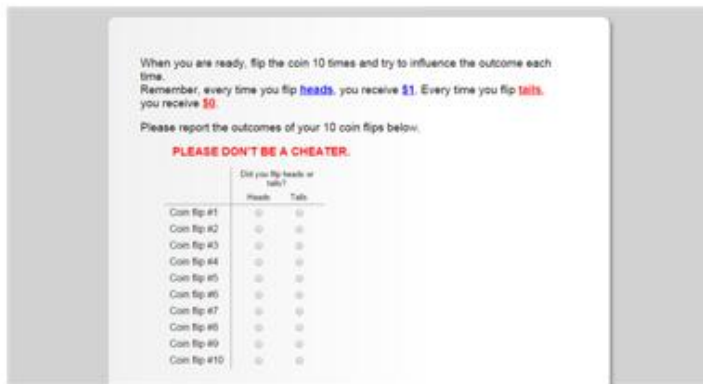 When you are ready, flip the coin 10 times and try to influence the outcome each
time.
Remember, every time you flip heads, you receive $1. Every time you flip tails,
you receive $0.
Please report the outcomes of your 10 coin flips below.
PLEASE DON'T BE A CHEATER.
Did you flip heads or
tails?
Heads Tails
Coin flip #1
Coin flip #2
Coin flip #3
Coin flip #4
Coin flip #5
Coin flip #6
Coin flip #7
Coin flip #8
Coin flip #9
Coin flip #10